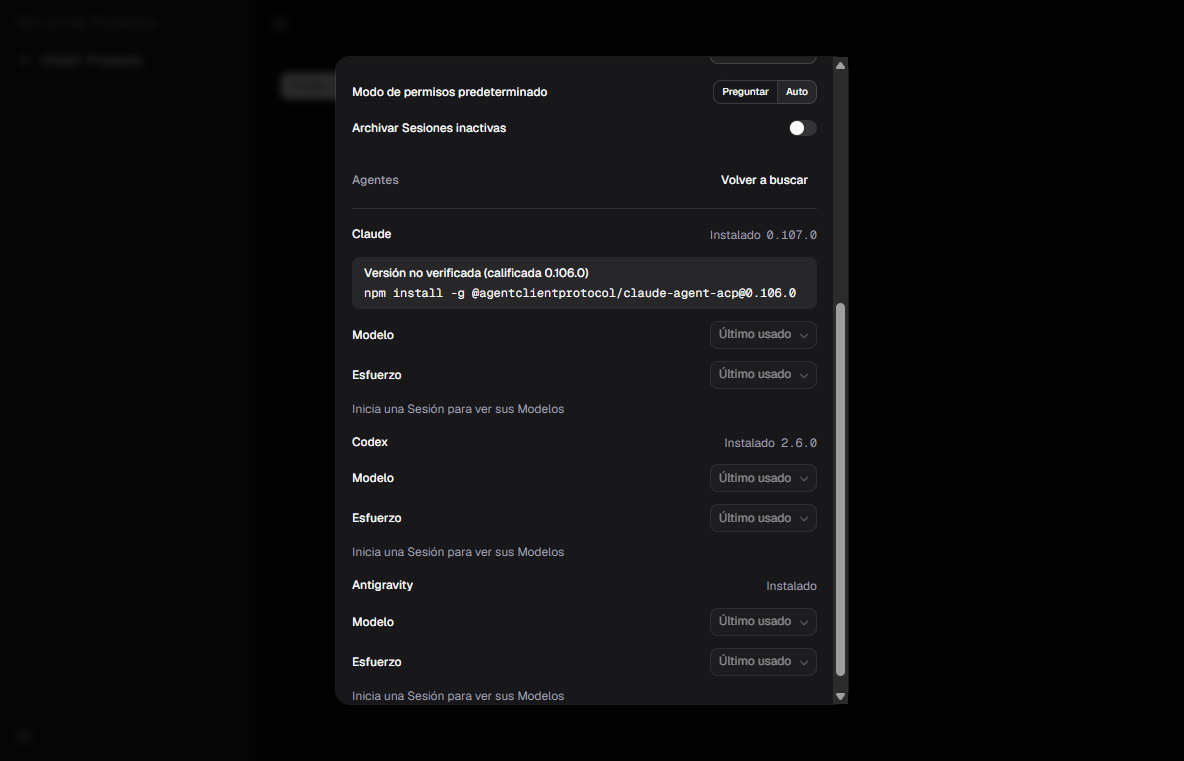 Modo de permisos predeterminado
Preguntar Auto
Archivar Sesiones inactivas
Agentes
Volver a buscar
Claude
Instalado 0.107.0
Versión no verificada (calificada 0.106.0)
npm install -g @agentclientprotocol/claude-agent-acp@0.106.0
Modelo
Último usado
Esfuerzo
Último usado
Inicia una Sesión para ver sus Modelos
Codex
Instalado 2.6.0
Modelo
Último usado
Esfuerzo
Último usado
Inicia una Sesión para ver sus Modelos
Antigravity
Instalado
Modelo
Último usado
Esfuerzo
Último usado
Inicia una Sesión para ver sus Modelos